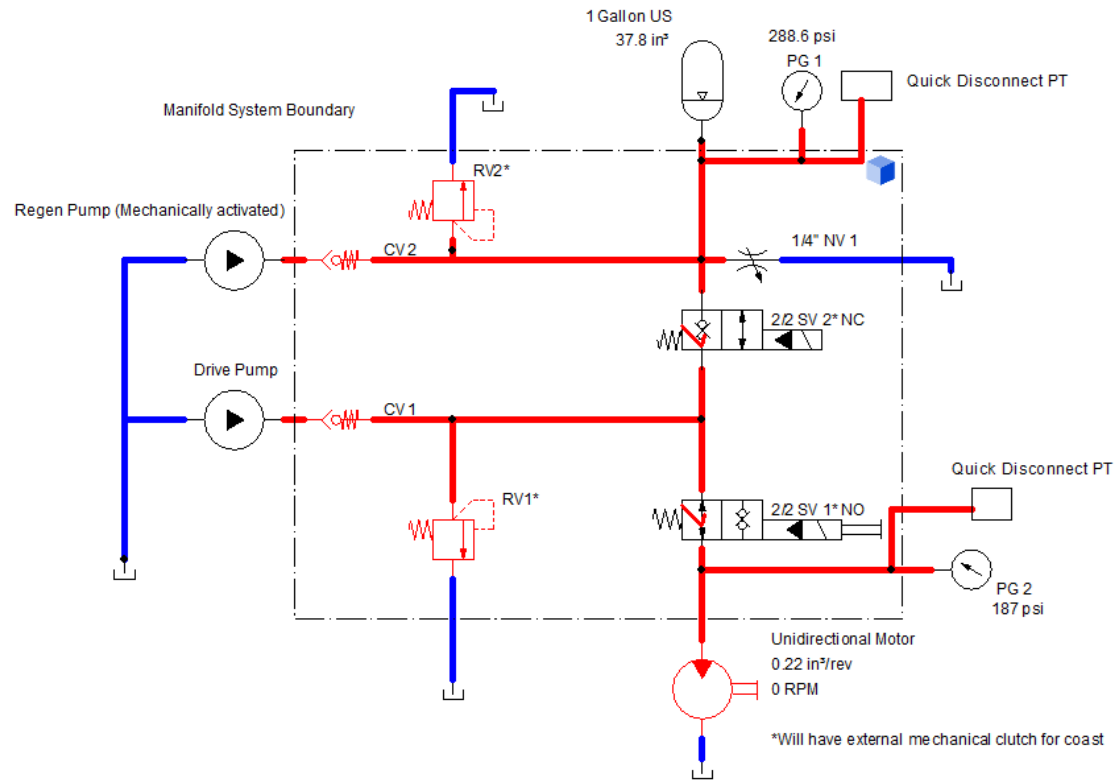 1 Gallon US
37.8 in³
288.6 psi
PG 1
Quick Disconnect PT
Manifold System Boundary
RV2*
Regen Pump (Mechanically activated)
CV 2
1/4" NV 1
2/2 SV 2* NC
Drive Pump
CV 1
Quick Disconnect PT
RV1*
2/2 SV 1* NO
PG 2
187 psi
Unidirectional Motor
0.22 in³/rev
0 RPM
*Will have external mechanical clutch for coast